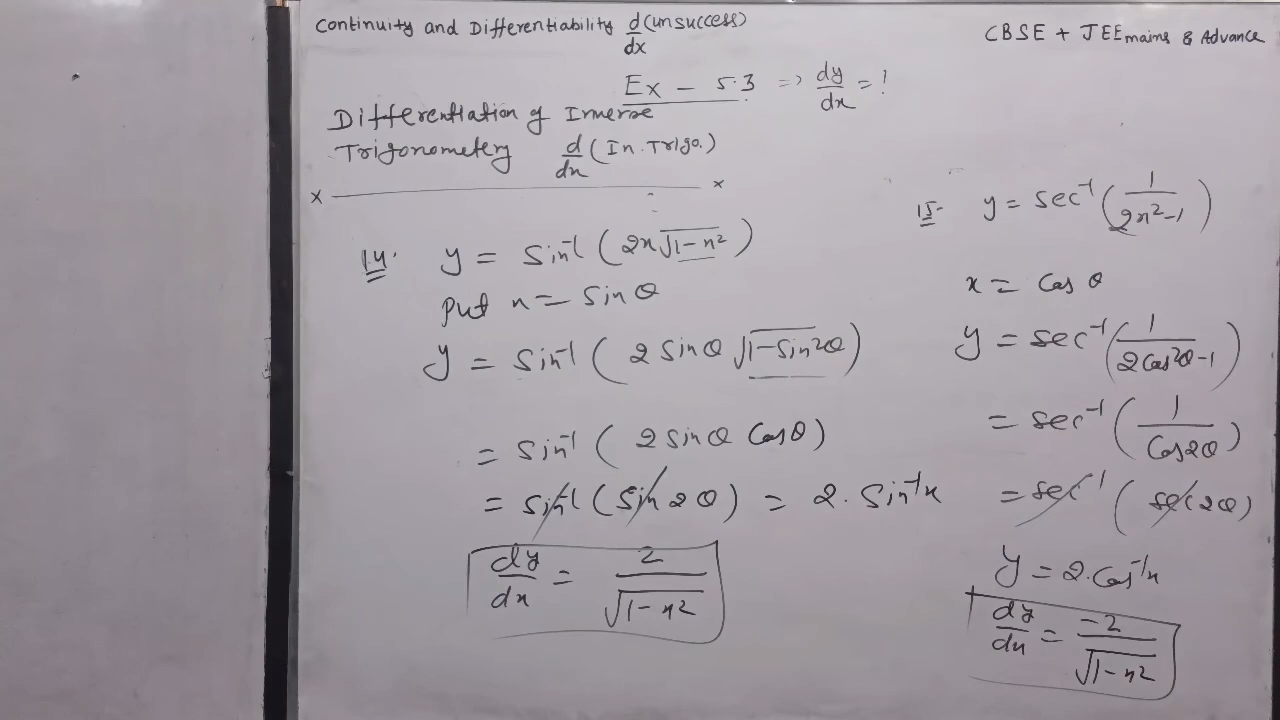 Continuity and Differentiability d/dx (unsuccess)
CBSE + JEE mains & Advance
Ex - 5.3 => dy/dx = ?
Differentiation of Inverse
Trigonometery d/dx (In. Trigo.)
x x
14. y = Sin⁻¹ (2x√1-x²)
Put x = Sin θ
y = Sin⁻¹ (2 Sin θ √1-Sin²θ)
= Sin⁻¹ (2 Sin θ Cos θ)
= Sin⁻¹ (Sin 2θ) = 2. Sin⁻¹x
dy/dx = 2/√1-x²
15. y = sec⁻¹ (1/2x²-1)
x = Cos θ
y = sec⁻¹ (1/2Cos²θ-1)
= sec⁻¹ (1/Cos2θ)
= sec⁻¹ (sec2θ)
y = 2.Cos⁻¹x
dy/dx = -2/√1-x²